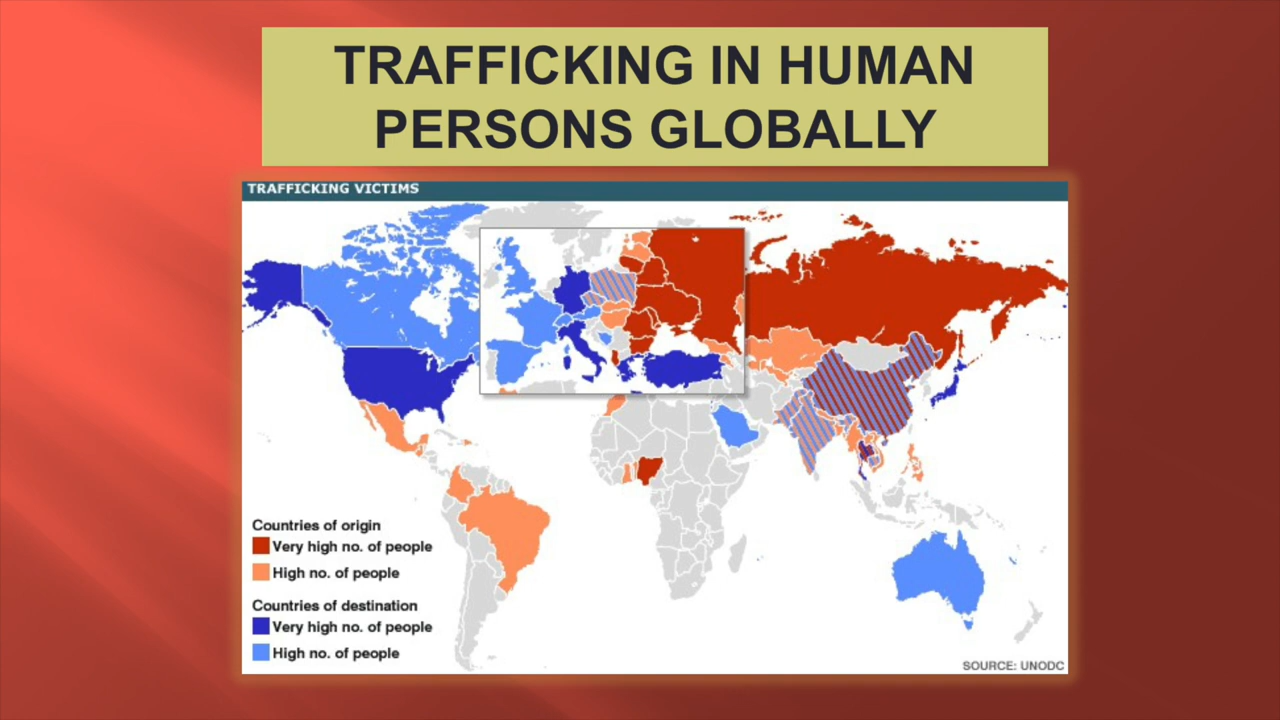 TRAFFICKING IN HUMAN
PERSONS GLOBALLY
TRAFFICKING VICTIMS
Countries of origin
Very high no. of people
High no. of people
Countries of destination
Very high no. of people
High no. of people
SOURCE: UNODC